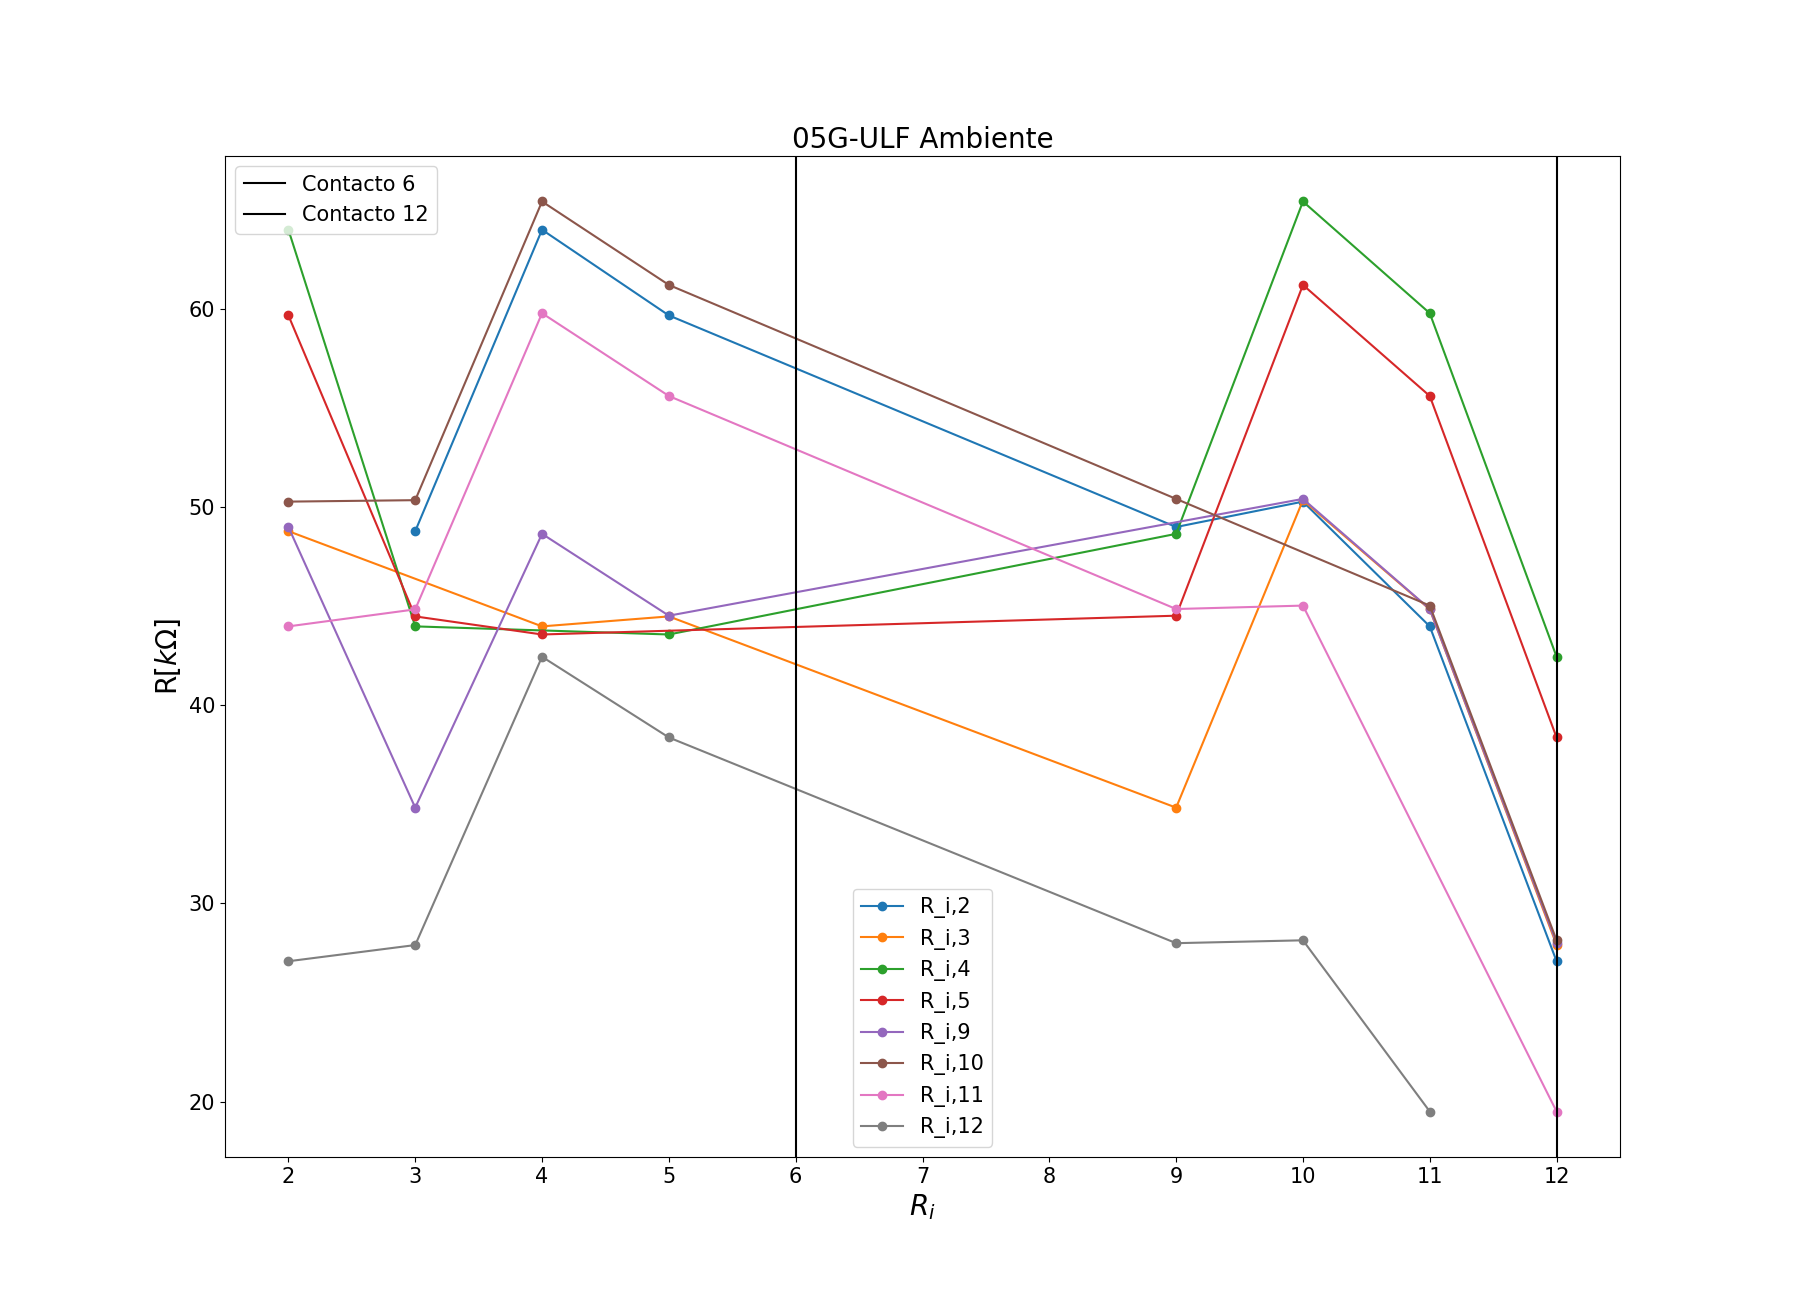 05G-ULF Ambiente
Contacto 6
Contacto 12
60
50
40
30
20
R[kΩ]
R_i,2
R_i,3
R_i,4
R_i,5
R_i,9
R_i,10
R_i,11
R_i,12
2 3 4 5 6 7 8 9 10 11 12
R_i